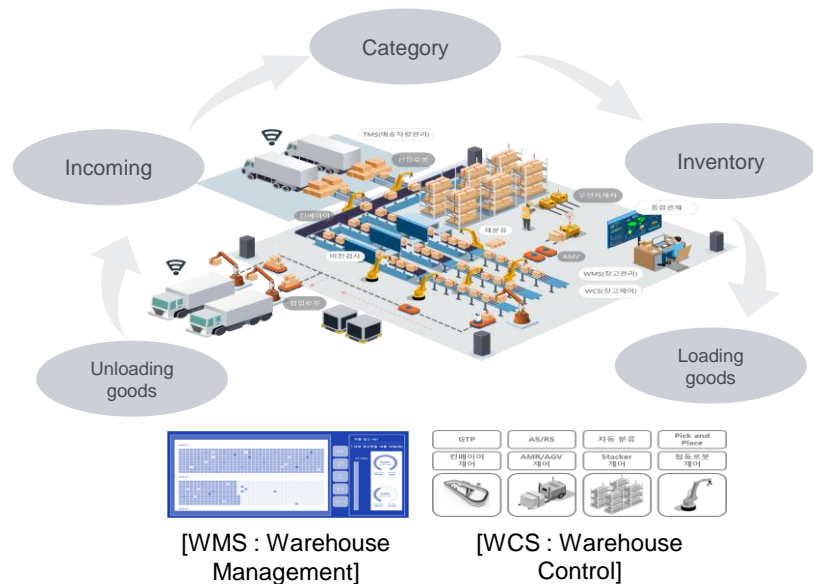 Category
Incoming
Inventory
TMS(배송차량관리)
산업로봇
무인지게차
통합관제
컨베이어
재분류
비전검사
AMV
WMS(창고관리)
WCS(창고제어)
협업로봇
Unloading
goods
Loading
goods
GTP
AS/RS
자동 분류
Pick and
Place
컨베이어
제어
AMR/AGV
제어
Stacker
제어
협동로봇
제어
[WMS : Warehouse
Management]
[WCS : Warehouse
Control]